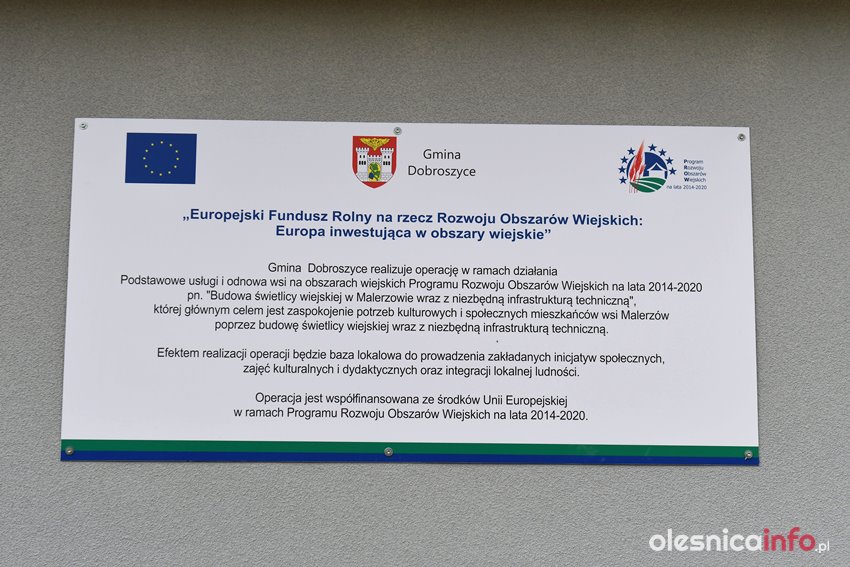 Gmina
Dobroszyce
Program
Rozwoju
Obszarów
Wiejskich
na lata 2014-2020
„Europejski Fundusz Rolny na rzecz Rozwoju Obszarów Wiejskich:
Europa inwestująca w obszary wiejskie”
Gmina Dobroszyce realizuje operację w ramach działania
Podstawowe usługi i odnowa wsi na obszarach wiejskich Programu Rozwoju Obszarów Wiejskich na lata 2014-2020
pn. "Budowa świetlicy wiejskiej w Malerzowie wraz z niezbędną infrastrukturą techniczną",
której głównym celem jest zaspokojenie potrzeb kulturowych i społecznych mieszkańców wsi Malerzów
poprzez budowę świetlicy wiejskiej wraz z niezbędną infrastrukturą techniczną.
Efektem realizacji operacji będzie baza lokalowa do prowadzenia zakładanych inicjatyw społecznych,
zajęć kulturalnych i dydaktycznych oraz integracji lokalnej ludności.
Operacja jest współfinansowana ze środków Unii Europejskiej
w ramach Programu Rozwoju Obszarów Wiejskich na lata 2014-2020.
olesnicainfo.pl